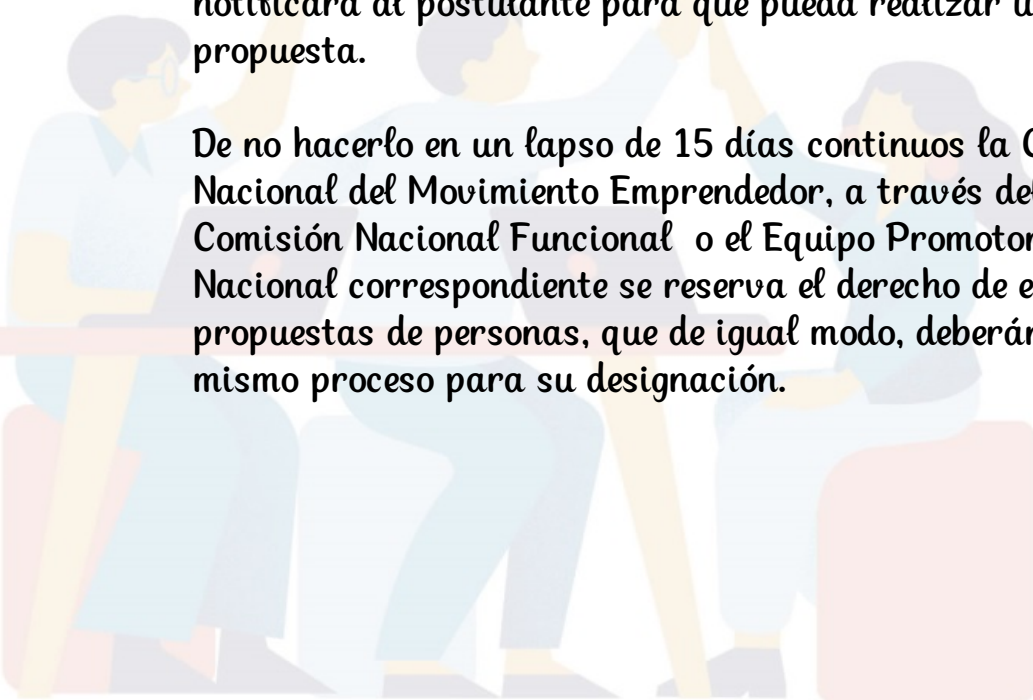 notificará al postulante para que pueda realizar
propuesta.
De no hacerlo en un lapso de 15 días continuos la
Nacional del Movimiento Emprendedor, a través
Comisión Nacional Funcional o el Equipo Promotor
Nacional correspondiente se reserva el derecho de
propuestas de personas, que de igual modo,
mismo proceso para su designación.